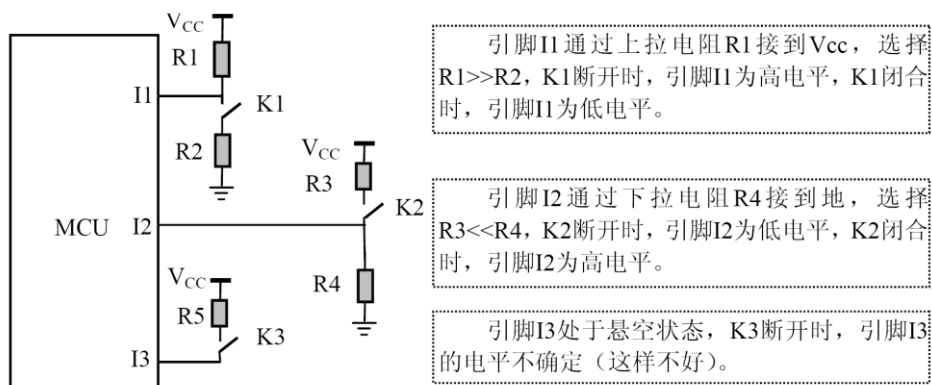 V_CC
R1
I1
K1
R2
V_CC
R3
K2
MCU
I2
R4
V_CC
R5
K3
I3
引脚I1通过上拉电阻R1接到Vcc，选择
R1>>R2，K1断开时，引脚I1为高电平，K1闭合
时，引脚I1为低电平。
引脚I2通过下拉电阻R4接到地，选择
R3<<R4，K2断开时，引脚I2为低电平，K2闭合
时，引脚I2为高电平。
引脚I3处于悬空状态，K3断开时，引脚I3
的电平不确定（这样不好）。